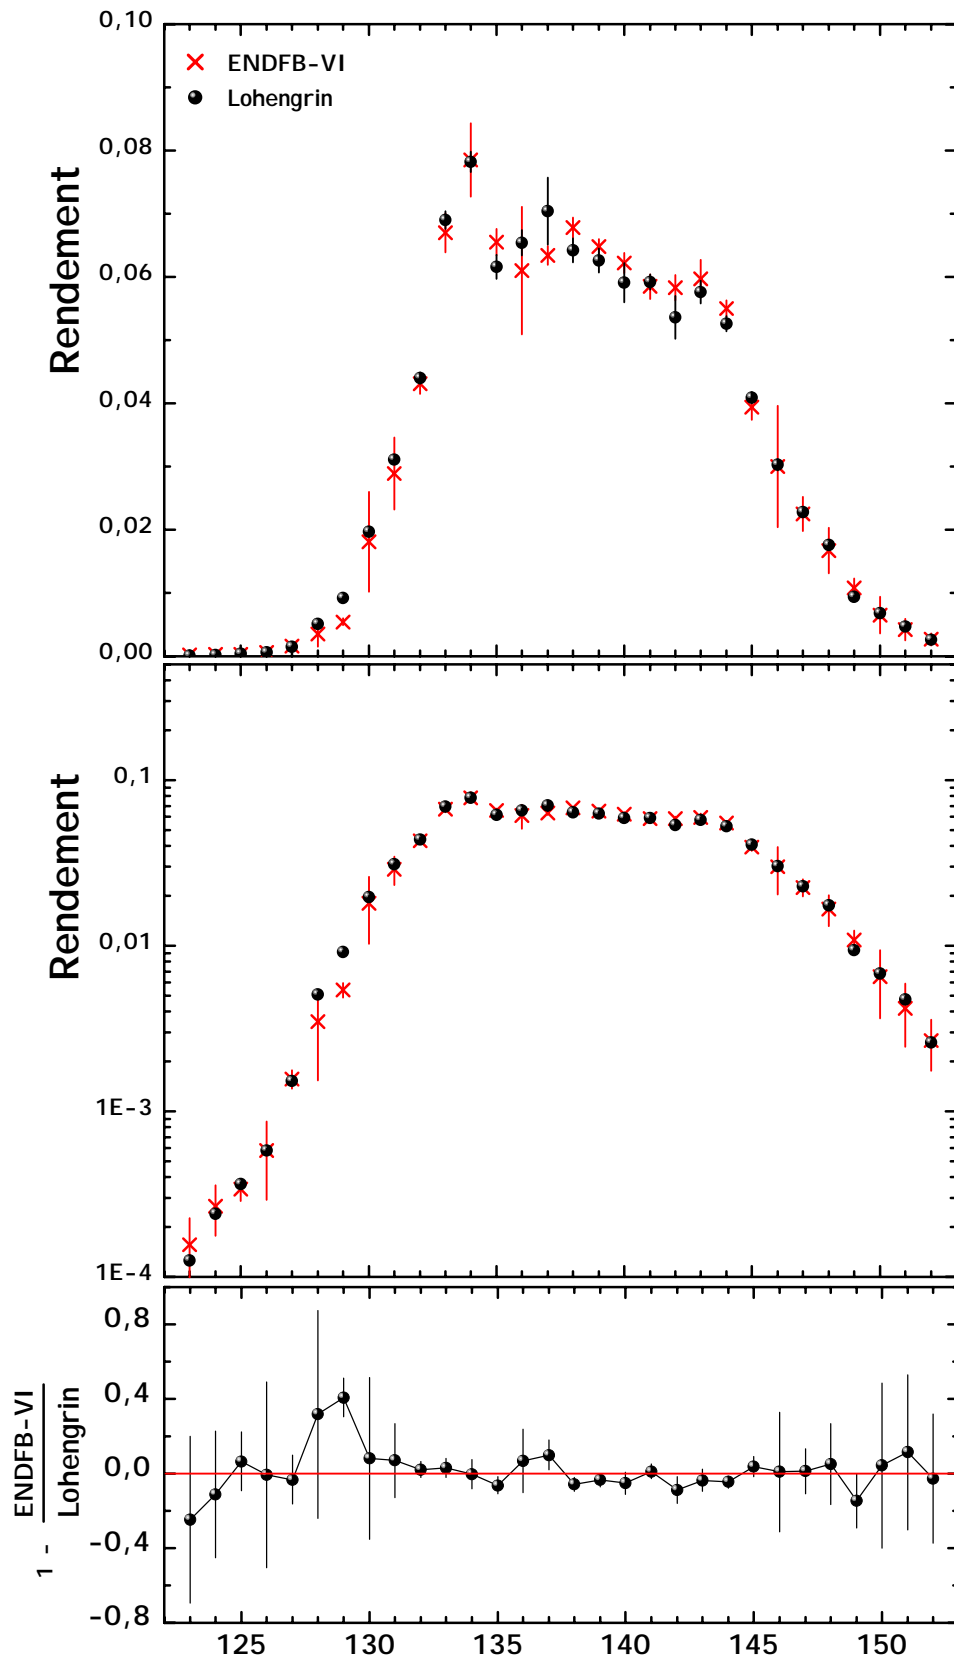 0,10
ENDFB-VI
Lohengrin
0,08
0,06
0,04
0,02
0,00
Rendement
0,1
0,01
1E-3
1E-4
Rendement
0,8
0,4
0,0
-0,4
-0,8
1 - ENDFB-VI
Lohengrin
125 130 135 140 145 150